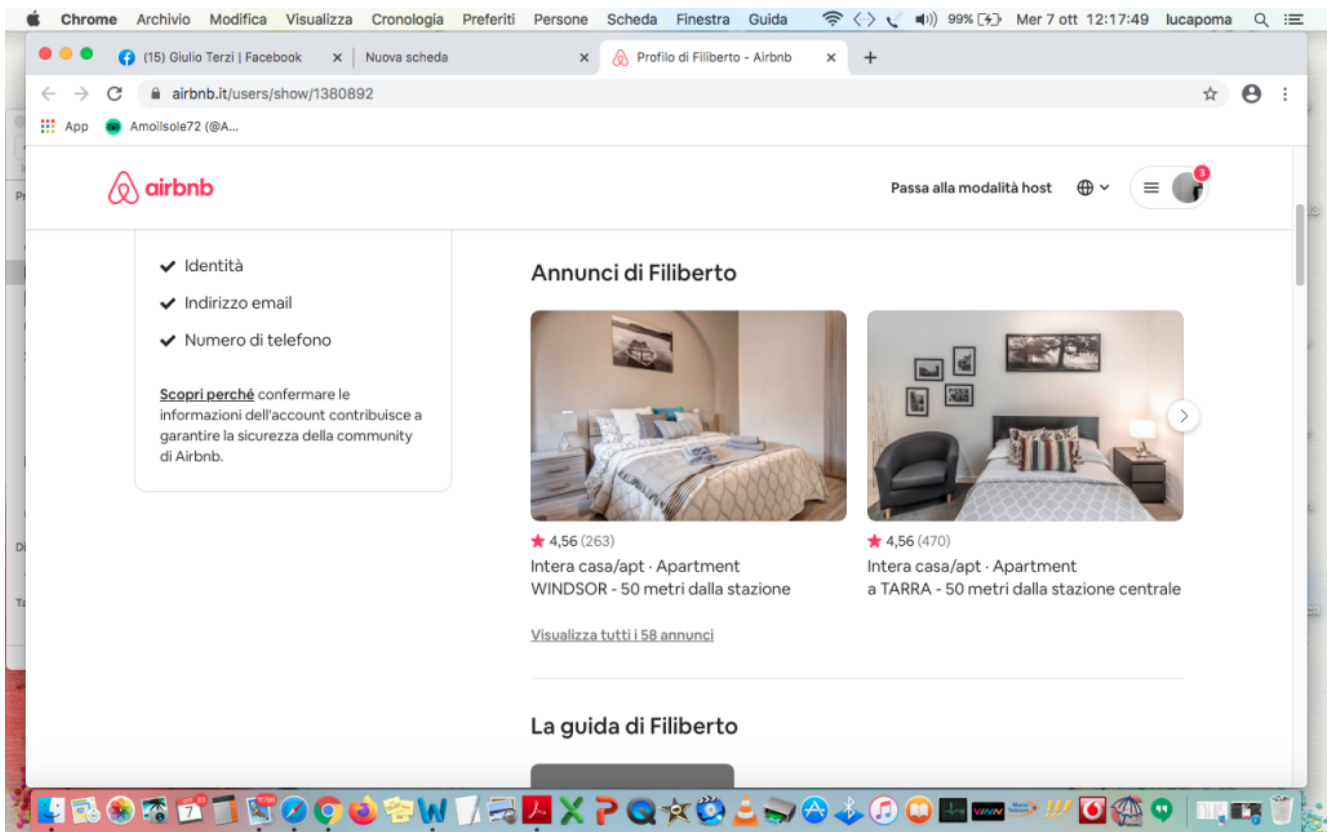 Chrome Archivio Modifica Visualizza Cronologia Preferiti Persone Scheda Finestra Guida 99% Mer 7 ott 12:17:49 lucapoma
(15) Giulio Terzi | Facebook Nuova scheda Profilo di Filiberto - Airbnb
airbnb.it/users/show/1380892
App Amoilsole72 (@A...
airbnb
Passa alla modalità host
3
Identità
Indirizzo email
Numero di telefono
Scopri perché confermare le
informazioni dell'account contribuisce a
garantire la sicurezza della community
di Airbnb.
Annunci di Filiberto
4,56 (263)
Intera casa/apt · Apartment
WINDSOR - 50 metri dalla stazione
4,56 (470)
Intera casa/apt · Apartment
a TARRA - 50 metri dalla stazione centrale
Visualizza tutti i 58 annunci
La guida di Filiberto